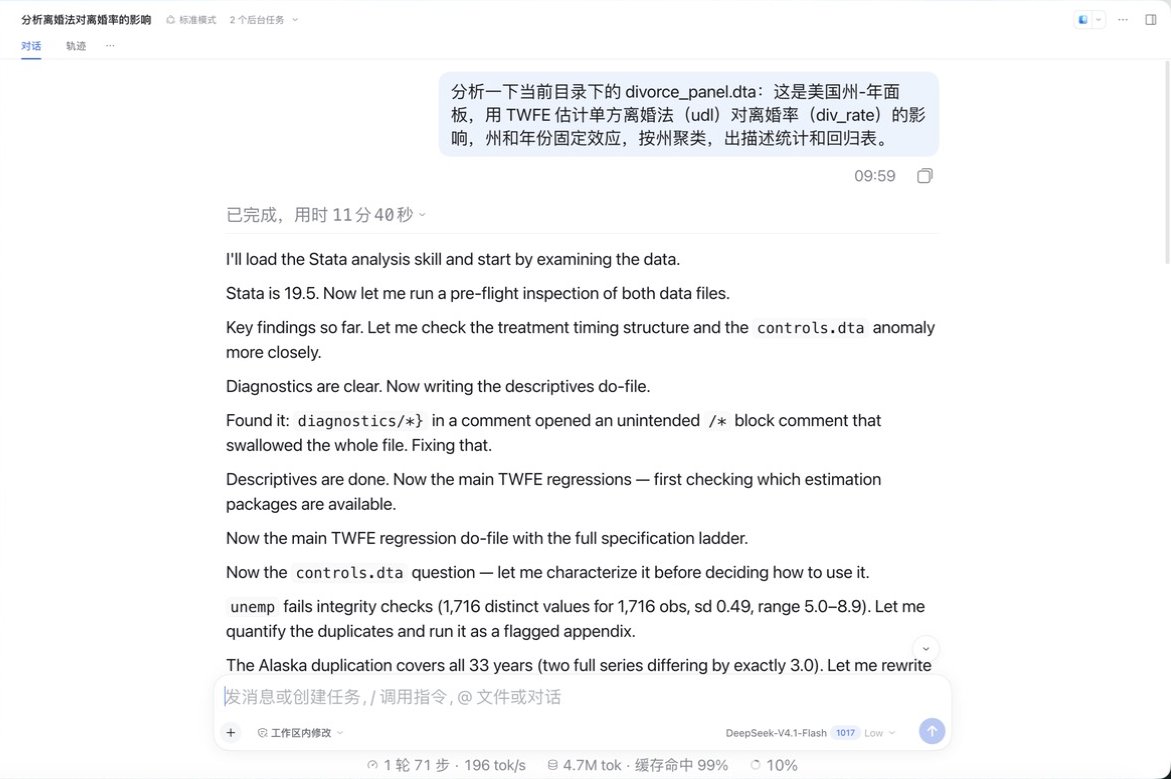 分析离婚法对离婚率的影响 标准模式 2 个后台任务
对话 轨迹 ...
分析一下当前目录下的 divorce_panel.dta：这是美国州-年面
板，用 TWFE 估计单方离婚法（udl）对离婚率（div_rate）的影
响，州和年份固定效应，按州聚类，出描述统计和回归表。
09:59
已完成，用时 11分40秒
I'll load the Stata analysis skill and start by examining the data.
Stata is 19.5. Now let me run a pre-flight inspection of both data files.
Key findings so far. Let me check the treatment timing structure and the controls.dta anomaly
more closely.
Diagnostics are clear. Now writing the descriptives do-file.
Found it: diagnostics/*} in a comment opened an unintended /* block comment that
swallowed the whole file. Fixing that.
Descriptives are done. Now the main TWFE regressions — first checking which estimation
packages are available.
Now the main TWFE regression do-file with the full specification ladder.
Now the controls.dta question — let me characterize it before deciding how to use it.
unemp fails integrity checks (1,716 distinct values for 1,716 obs, sd 0.49, range 5.0–8.9). Let me
quantify the duplicates and run it as a flagged appendix.
The Alaska duplication covers all 33 years (two full series differing by exactly 3.0). Let me rewrite
发消息或创建任务, / 调用指令, @ 文件或对话
+ 工作区内修改 DeepSeek-V4.1-Flash 1017 Low
1 轮 71 步 · 196 tok/s 4.7M tok · 缓存命中 99% 10%